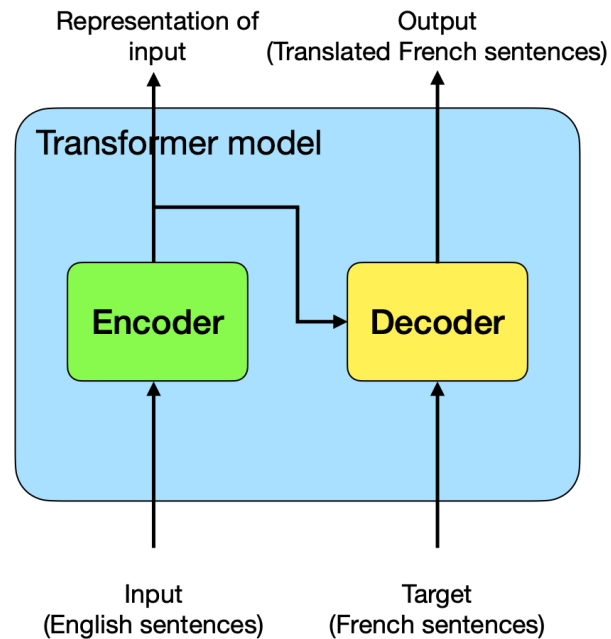 Representation of
input
Output
(Translated French sentences)
Transformer model
Encoder
Decoder
Input
(English sentences)
Target
(French sentences)